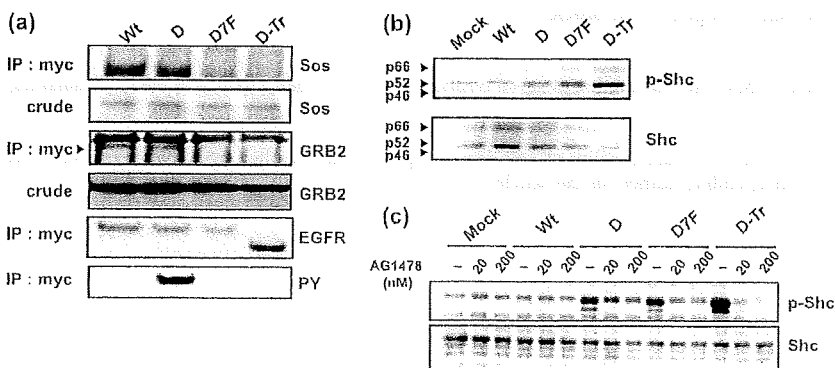 (a)
Wt D D7F D-Tr
IP : myc Sos
crude Sos
IP : myc GRB2
crude GRB2
IP : myc EGFR
IP : myc PY
(b)
Mock Wt D D7F D-Tr
p66
p52
p46
p-Shc
p66
p52
p46
Shc
(c)
Mock Wt D D7F D-Tr
AG1478 (nM)
– 20 200 – 20 200 – 20 200 – 20 200 – 20 200
p-Shc
Shc